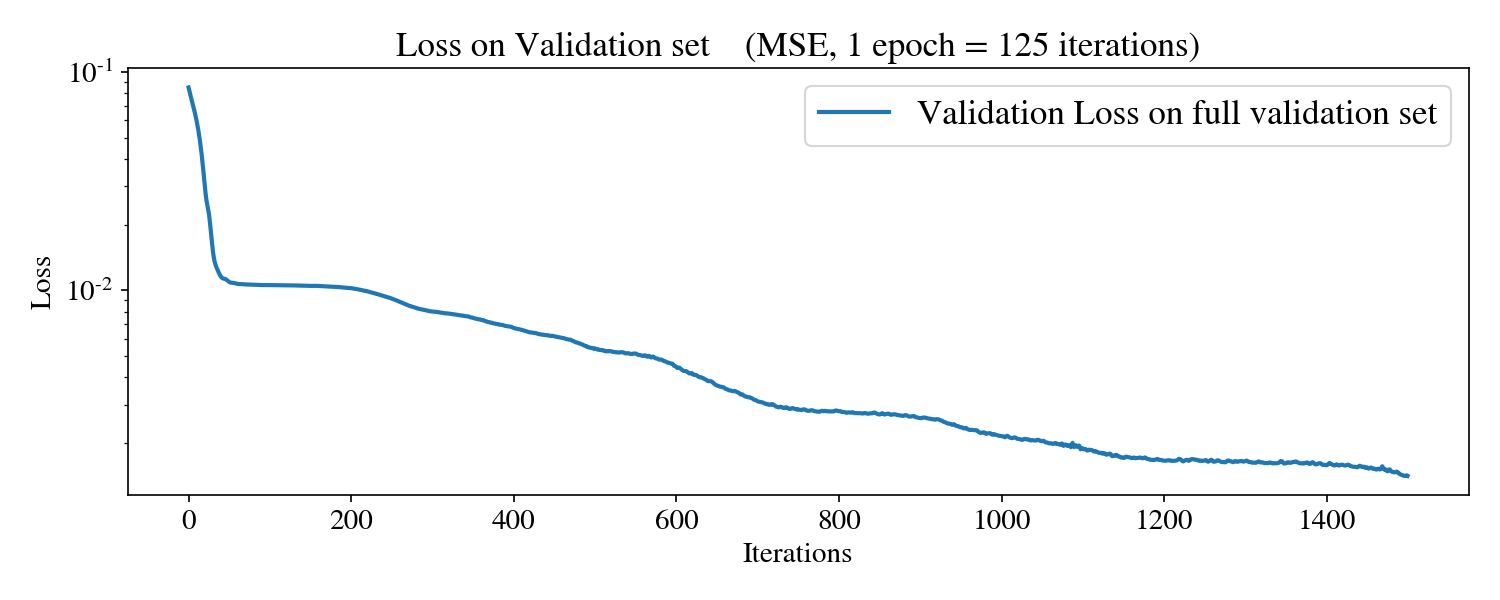 Loss on Validation set (MSE, 1 epoch = 125 iterations)
10⁻¹
Validation Loss on full validation set
Loss
10⁻²
0 200 400 600 800 1000 1200 1400
Iterations